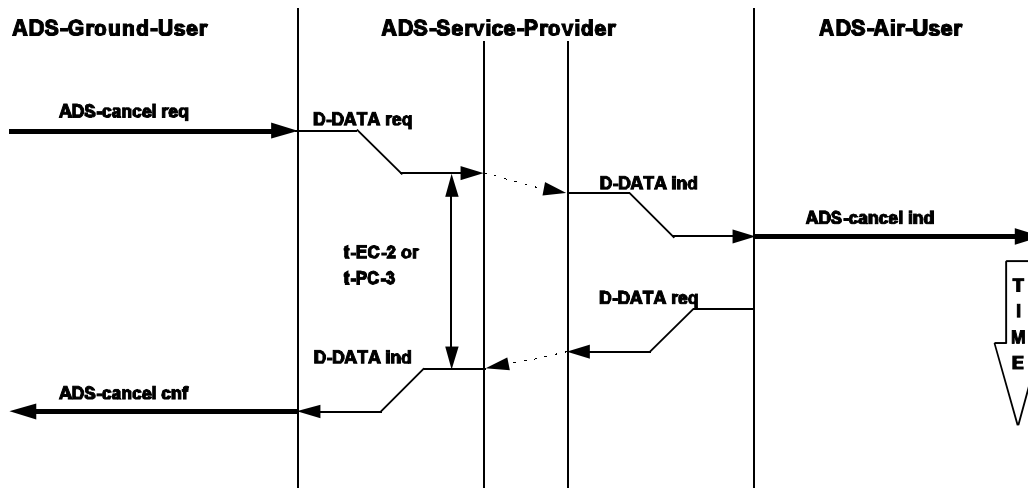 ADS-Ground-User
ADS-Service-Provider
ADS-Air-User
ADS-cancel req
D-DATA req
D-DATA ind
ADS-cancel ind
t-EC-2 or
t-PC-3
D-DATA req
D-DATA ind
ADS-cancel cnf
T
I
M
E